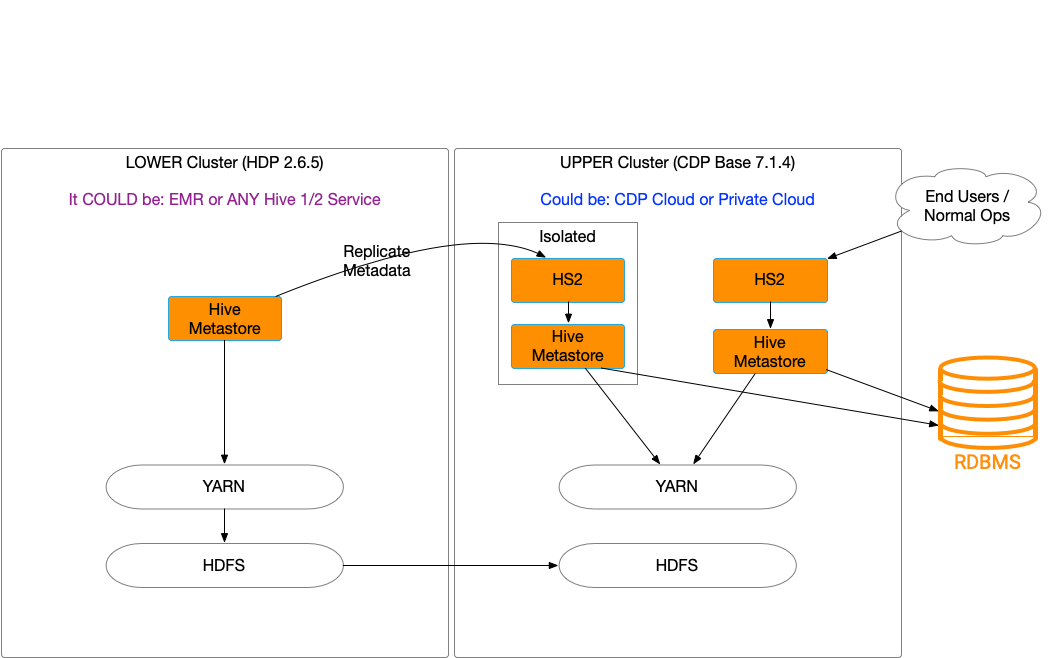 LOWER Cluster (HDP 2.6.5)
It COULD be: EMR or ANY Hive 1/2 Service
Replicate
Metadata
Hive
Metastore
YARN
HDFS
UPPER Cluster (CDP Base 7.1.4)
Could be: CDP Cloud or Private Cloud
Isolated
HS2
Hive
Metastore
HS2
Hive
Metastore
YARN
HDFS
End Users /
Normal Ops
RDBMS